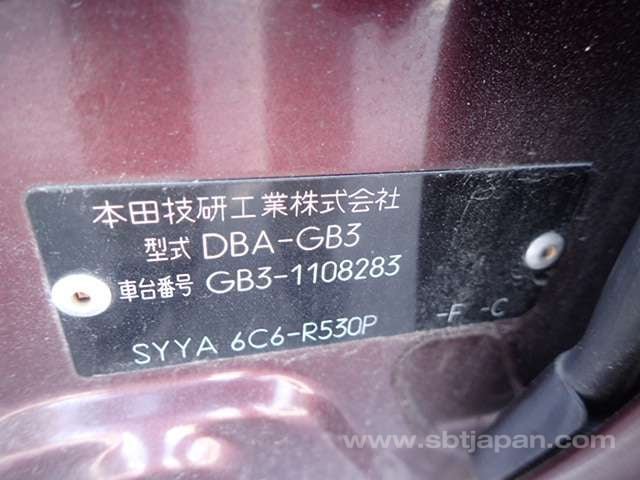 本田技研工業株式会社
型式 DBA-GB3
車台番号 GB3-1108283
SYYA 6C6-R530P -F -C
www.sbtjapan.com